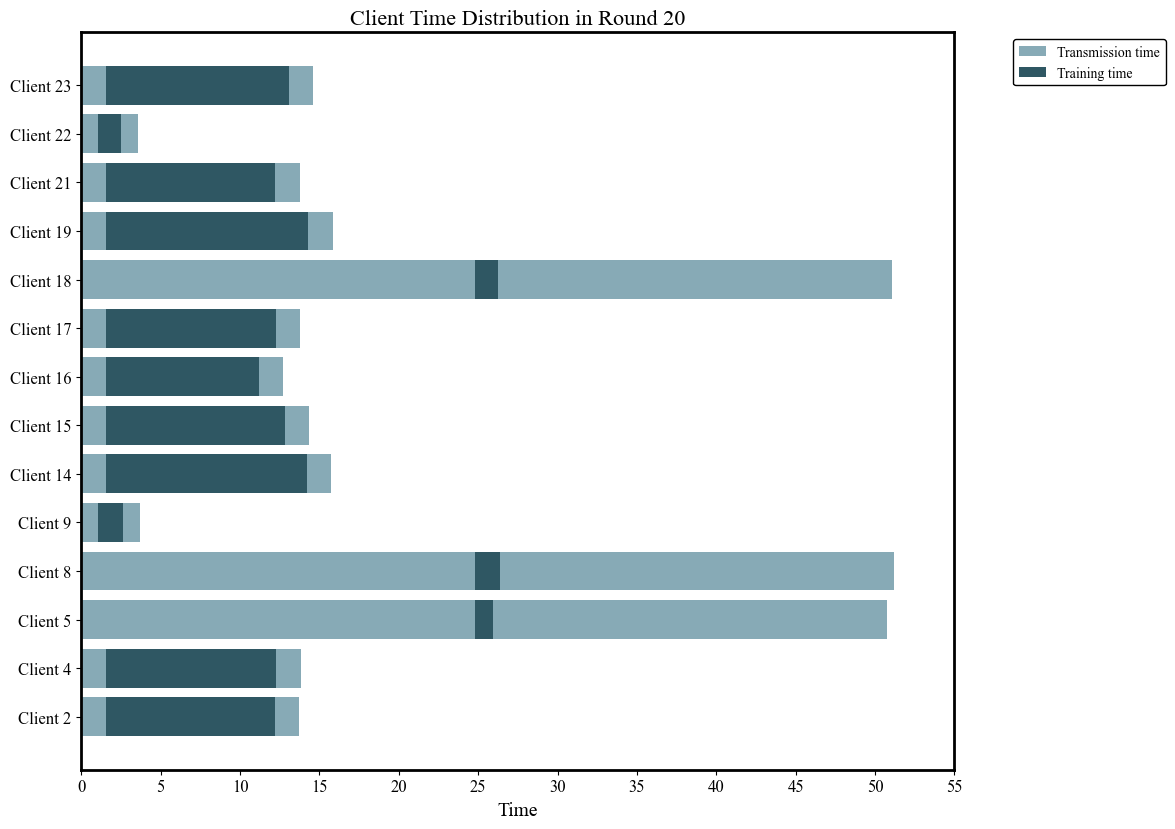 Client Time Distribution in Round 20
Transmission time
Training time
Client 23
Client 22
Client 21
Client 19
Client 18
Client 17
Client 16
Client 15
Client 14
Client 9
Client 8
Client 5
Client 4
Client 2
0 5 10 15 20 25 30 35 40 45 50 55
Time